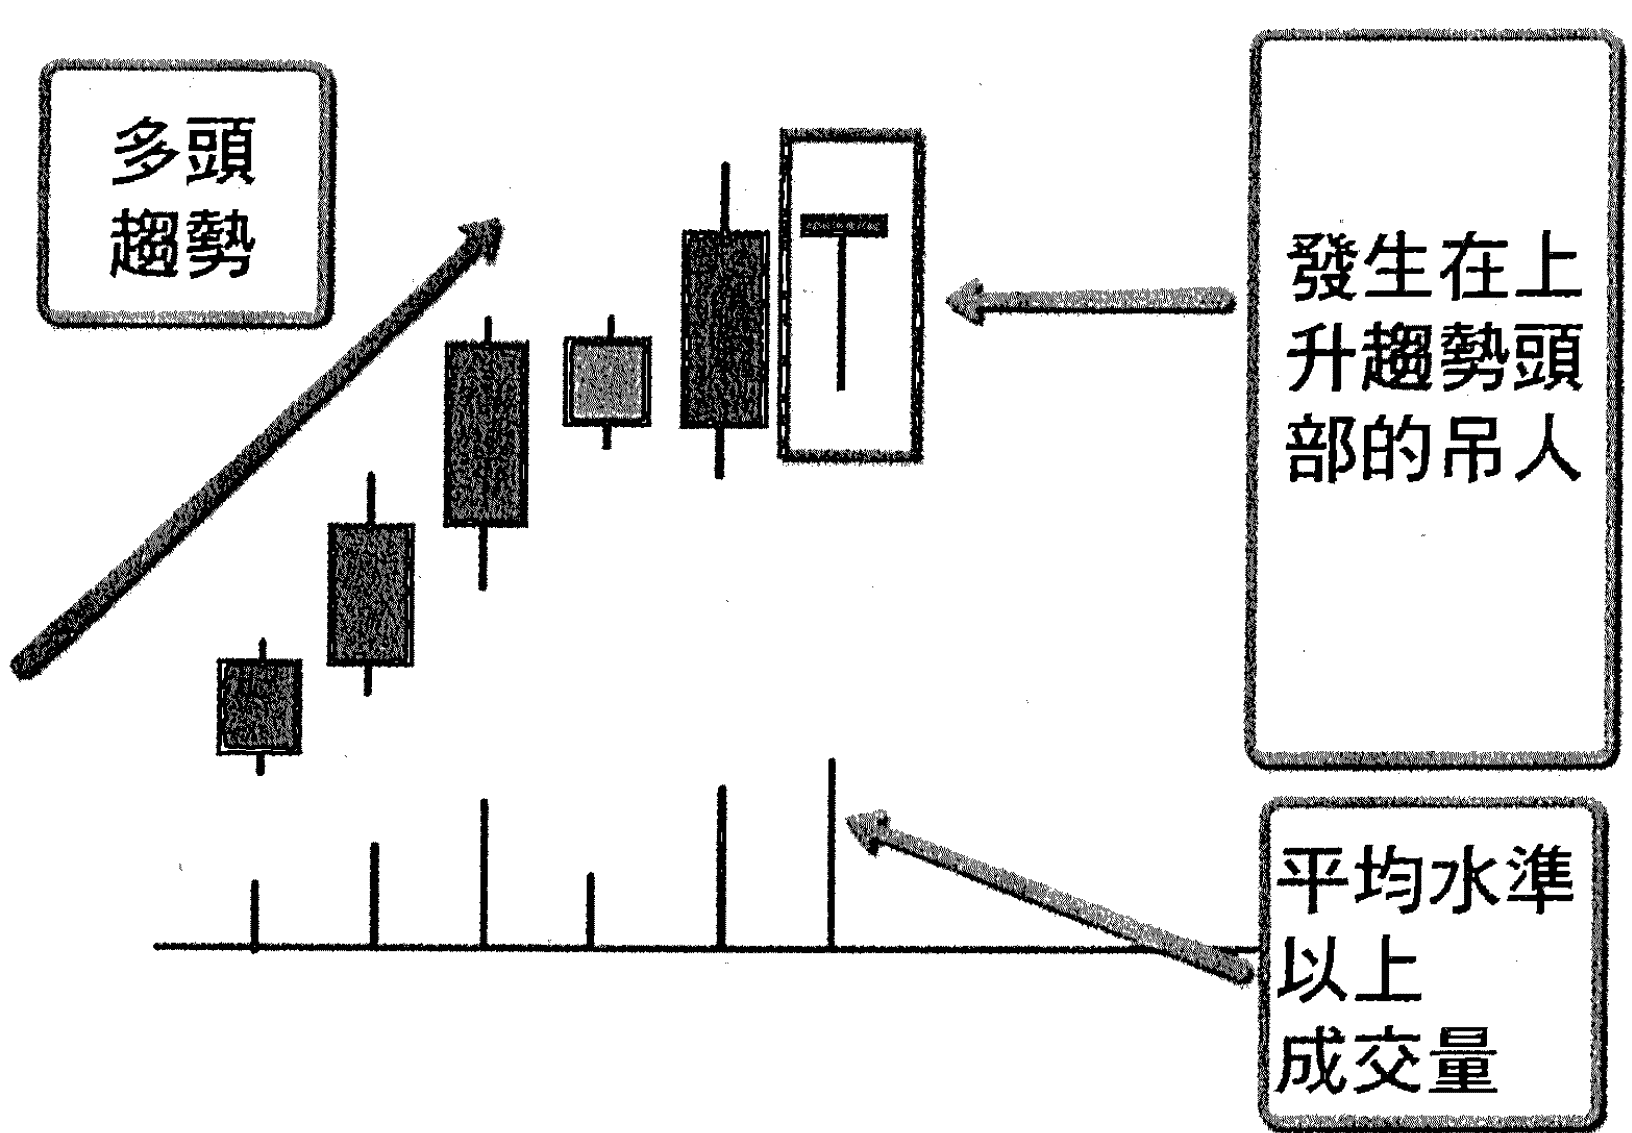 多頭
趨勢
發生在上
升趨勢頭
部的吊人
平均水準
以上
成交量